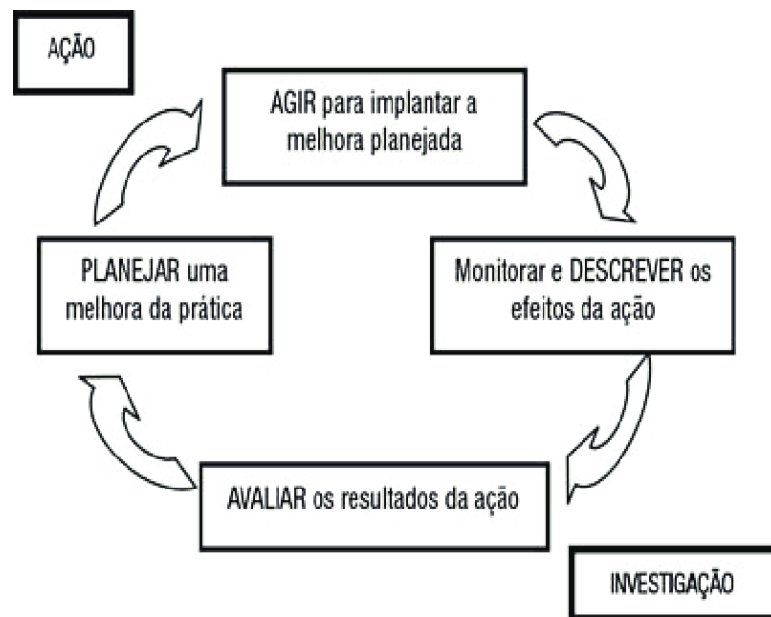 AÇÃO
AGIR para implantar a
melhora planejada
PLANEJAR uma
melhora da prática
Monitorar e DESCREVER os
efeitos da ação
AVALIAR os resultados da ação
INVESTIGAÇÃO